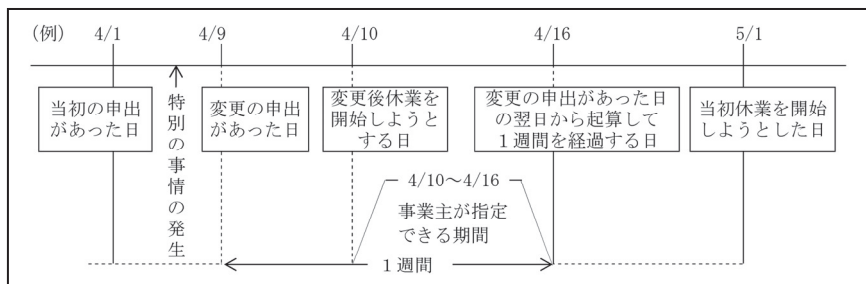 （例） 4/1 4/9 4/10 4/16 5/1
当初の申出
があった日
特別の事情の発生
変更の申出
があった日
変更後休業を
開始しようと
する日
変更の申出があった日
の翌日から起算して
１週間を経過する日
当初休業を開始
しようとした日
4/10～4/16
事業主が指定
できる期間
１週間